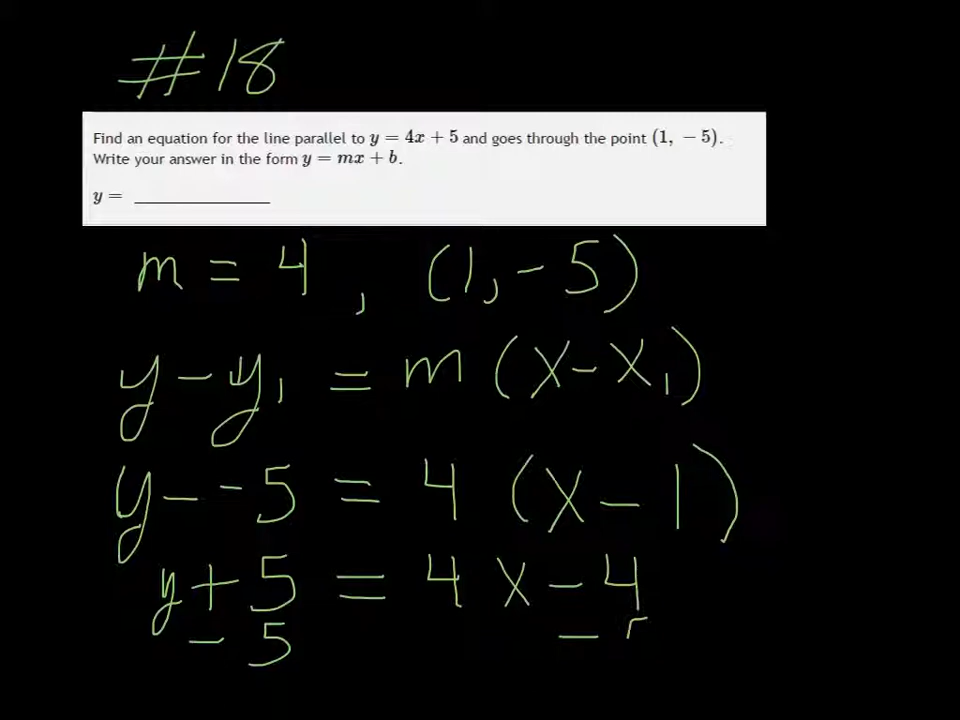 #18
Find an equation for the line parallel to y = 4x + 5 and goes through the point (1, − 5).
Write your answer in the form y = mx + b.
y = ____________
m = 4 , (1, -5)
y - y₁ = m (x - x₁)
y - -5 = 4 (x - 1)
y + 5 = 4x - 4
- 5 -